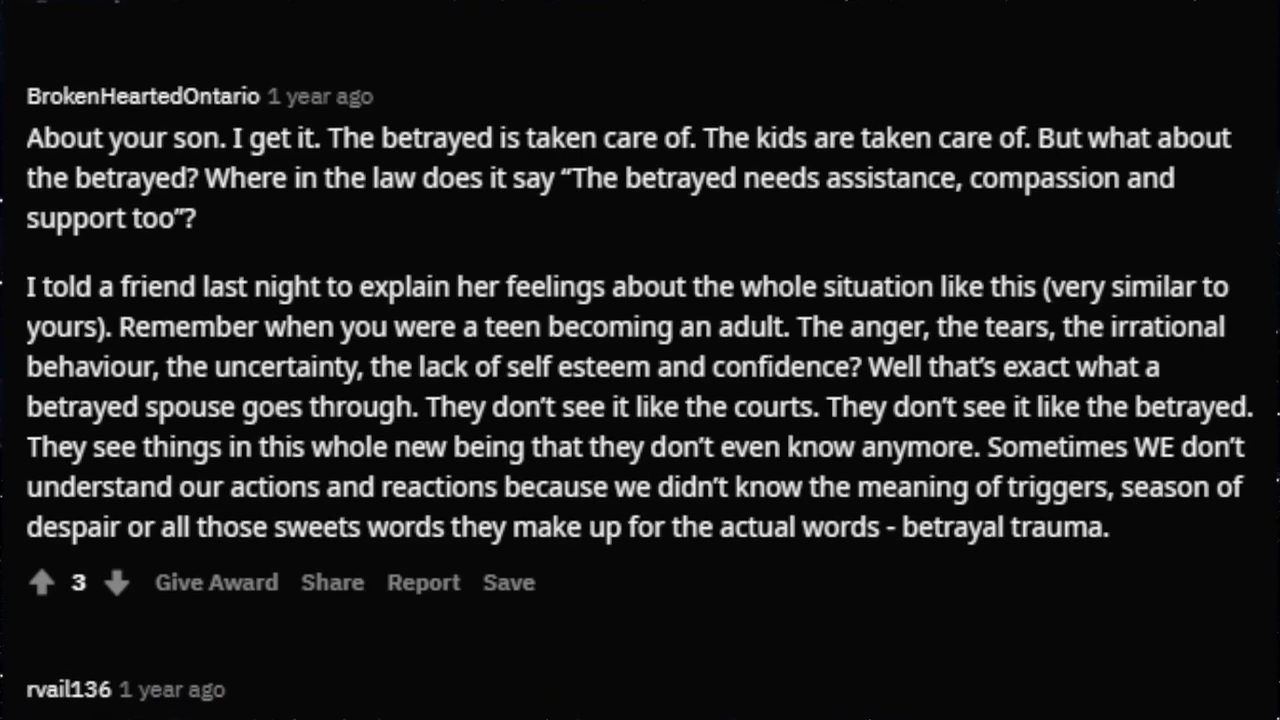 BrokenHeartedOntario 1 year ago
About your son. I get it. The betrayed is taken care of. The kids are taken care of. But what about
the betrayed? Where in the law does it say “The betrayed needs assistance, compassion and
support too”?
I told a friend last night to explain her feelings about the whole situation like this (very similar to
yours). Remember when you were a teen becoming an adult. The anger, the tears, the irrational
behaviour, the uncertainty, the lack of self esteem and confidence? Well that’s exact what a
betrayed spouse goes through. They don’t see it like the courts. They don’t see it like the betrayed.
They see things in this whole new being that they don’t even know anymore. Sometimes WE don’t
understand our actions and reactions because we didn’t know the meaning of triggers, season of
despair or all those sweets words they make up for the actual words - betrayal trauma.
3 Give Award Share Report Save
rvail136 1 year ago